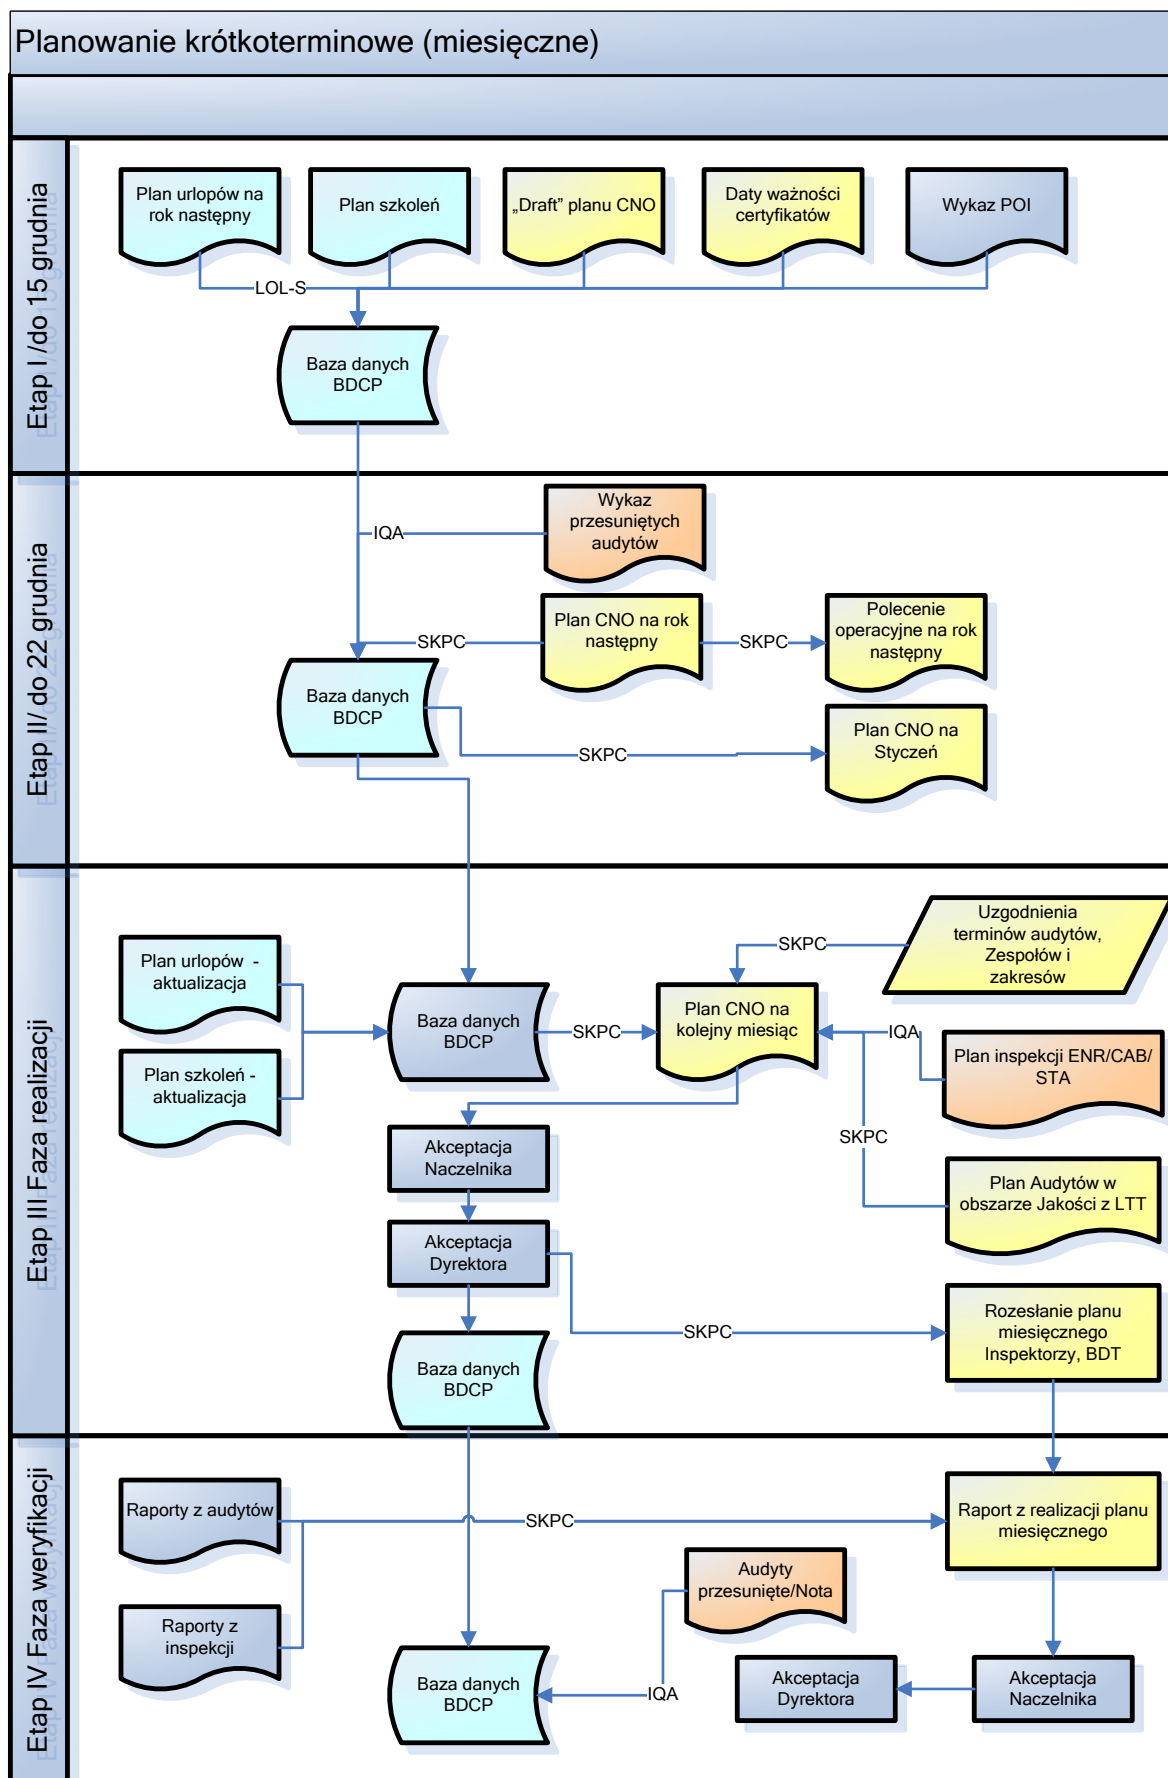 Planowanie krótkoterminowe (miesięczne)
Etap I /do 15 grudnia
Plan urlopów na
rok następny
Plan szkoleń
„Draft” planu CNO
Daty ważności
certyfikatów
Wykaz POI
LOL-S
Baza danych
BDCP
Etap II/ do 22 grudnia
Wykaz
przesuniętych
audytów
IQA
Plan CNO na rok
następny
Polecenie
operacyjne na rok
następny
SKPC
SKPC
Baza danych
BDCP
Plan CNO na
Styczeń
SKPC
Etap III Faza realizacji
Uzgodnienia
terminów audytów,
Zespołów i
zakresów
SKPC
Plan urlopów -
aktualizacja
Baza danych
BDCP
SKPC
Plan CNO na
kolejny miesiąc
IQA
Plan inspekcji ENR/CAB/
STA
Plan szkoleń -
aktualizacja
SKPC
Akceptacja
Naczelnika
Plan Audytów w
obszarze Jakości z LTT
Akceptacja
Dyrektora
SKPC
Rozesłanie planu
miesięcznego
Inspektorzy, BDT
Baza danych
BDCP
Etap IV Faza weryfikacji
Raporty z audytów
SKPC
Raport z realizacji planu
miesięcznego
Audyty
przesunięte/Nota
Raporty z
inspekcji
Baza danych
BDCP
IQA
Akceptacja
Dyrektora
Akceptacja
Naczelnika